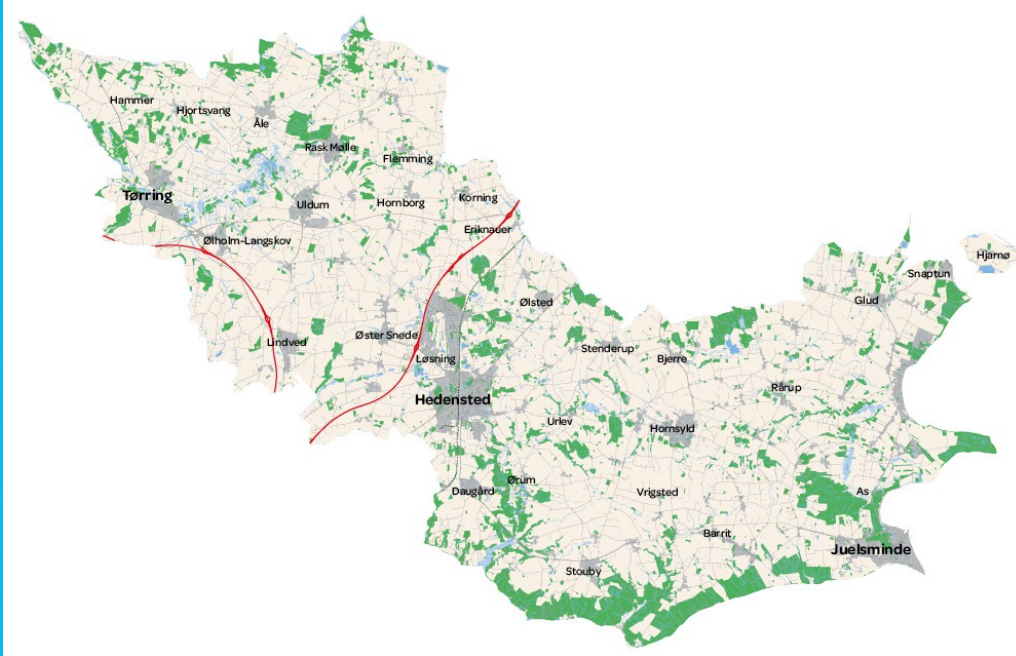 Hammer
Hjortsvang
Åle
Rask Mølle
Flemming
Tørring
Uldum
Hornborg
Korning
Eriknauer
Ølholm-Langskov
Hjarnø
Snaptun
Glud
Ølsted
Øster Snede
Lindved
Løsning
Stenderup
Bjerre
Rårup
Hedensted
Urlev
Hornsyld
Daugård
Ørum
Vrigsted
As
Barrit
Juelsminde
Stouby